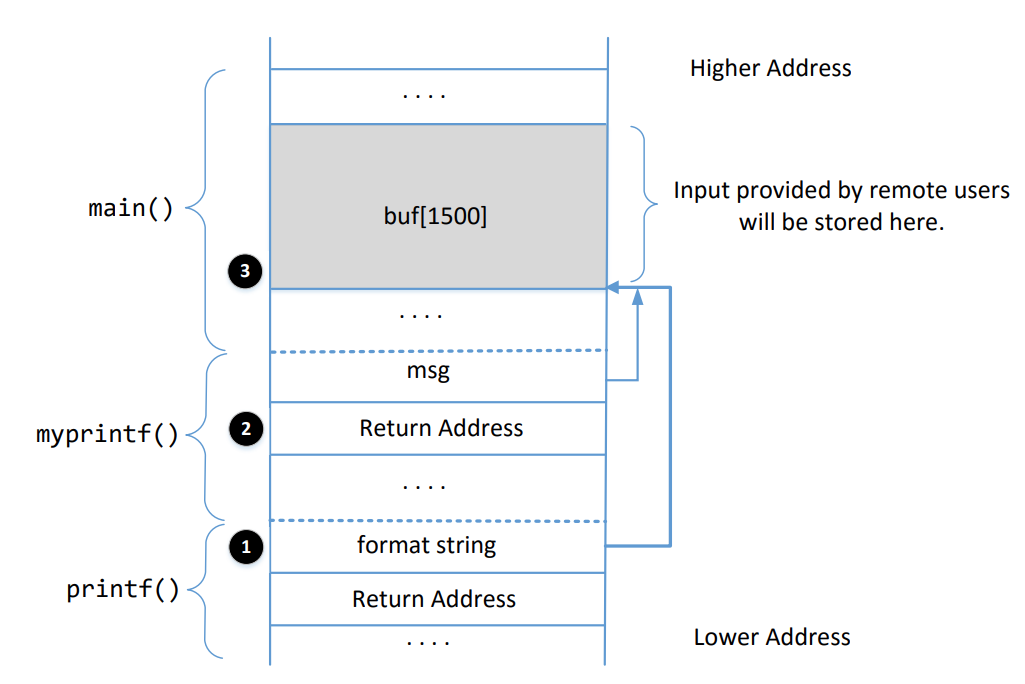 Higher Address
. . . .
main()
buf[1500]
Input provided by remote users
will be stored here.
3
. . . .
msg
myprintf()
2
Return Address
. . . .
1
format string
printf()
Return Address
. . . .
Lower Address